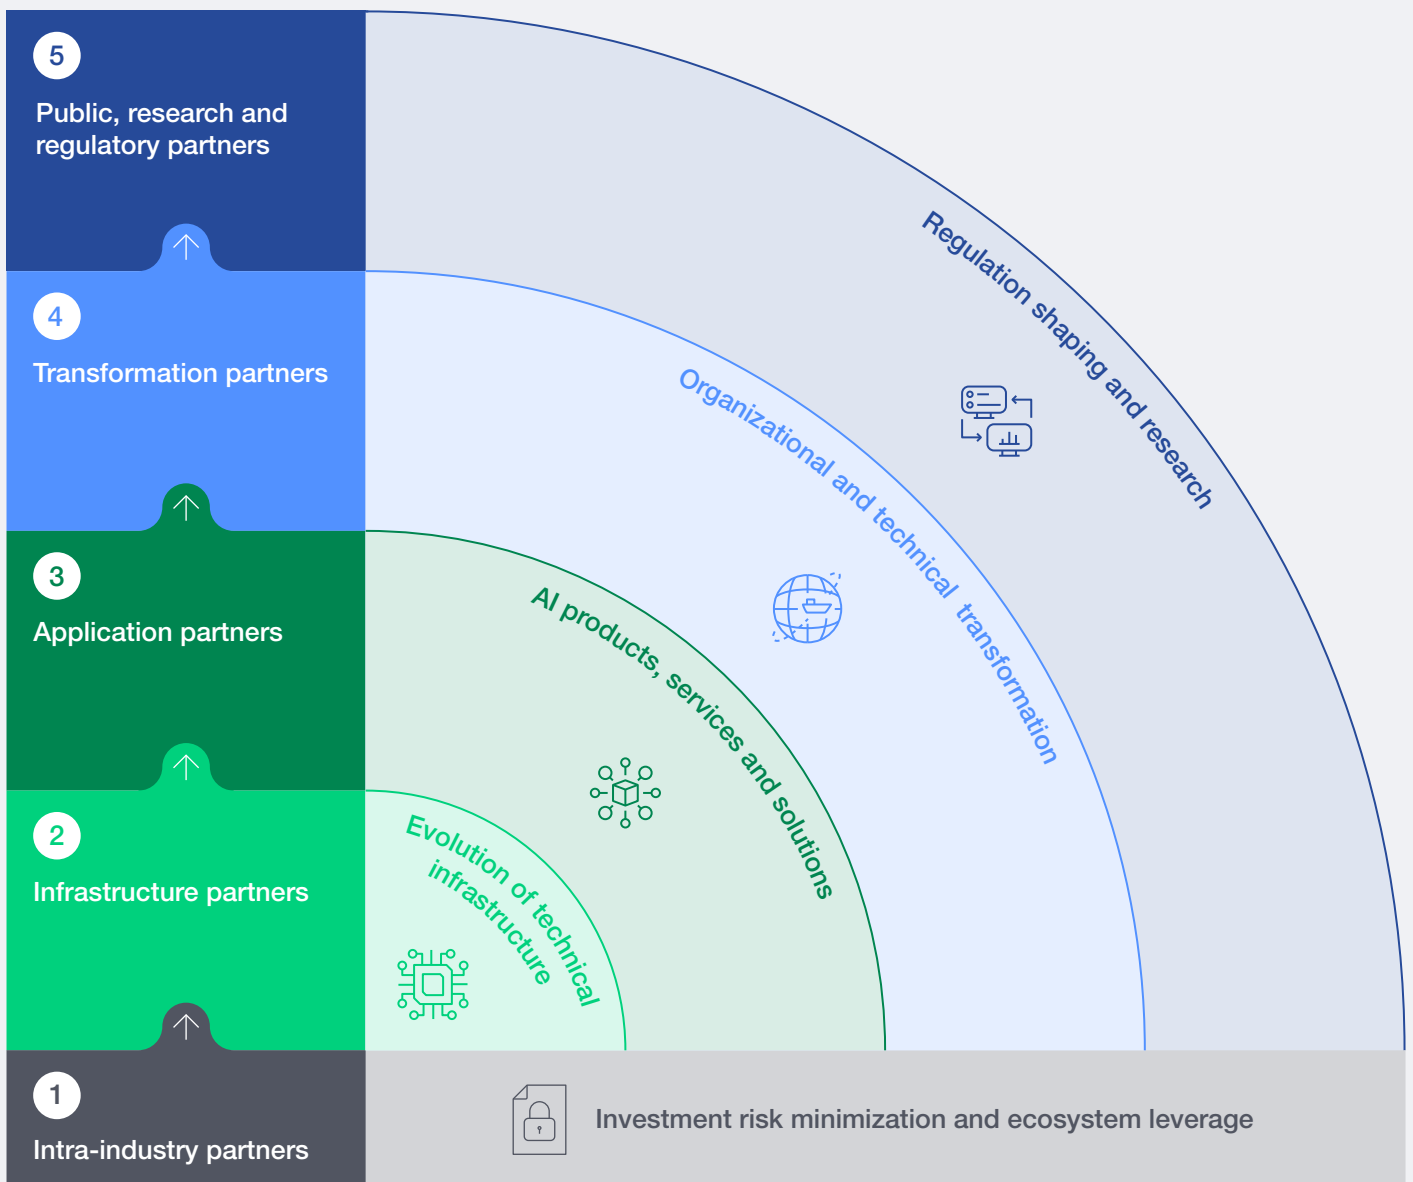 5
Public, research and
regulatory partners
Regulation shaping and research
4
Transformation partners
Organizational and technical transformation
3
Application partners
AI products, services and solutions
2
Infrastructure partners
Evolution of technical
infrastructure
1
Intra-industry partners
Investment risk minimization and ecosystem leverage